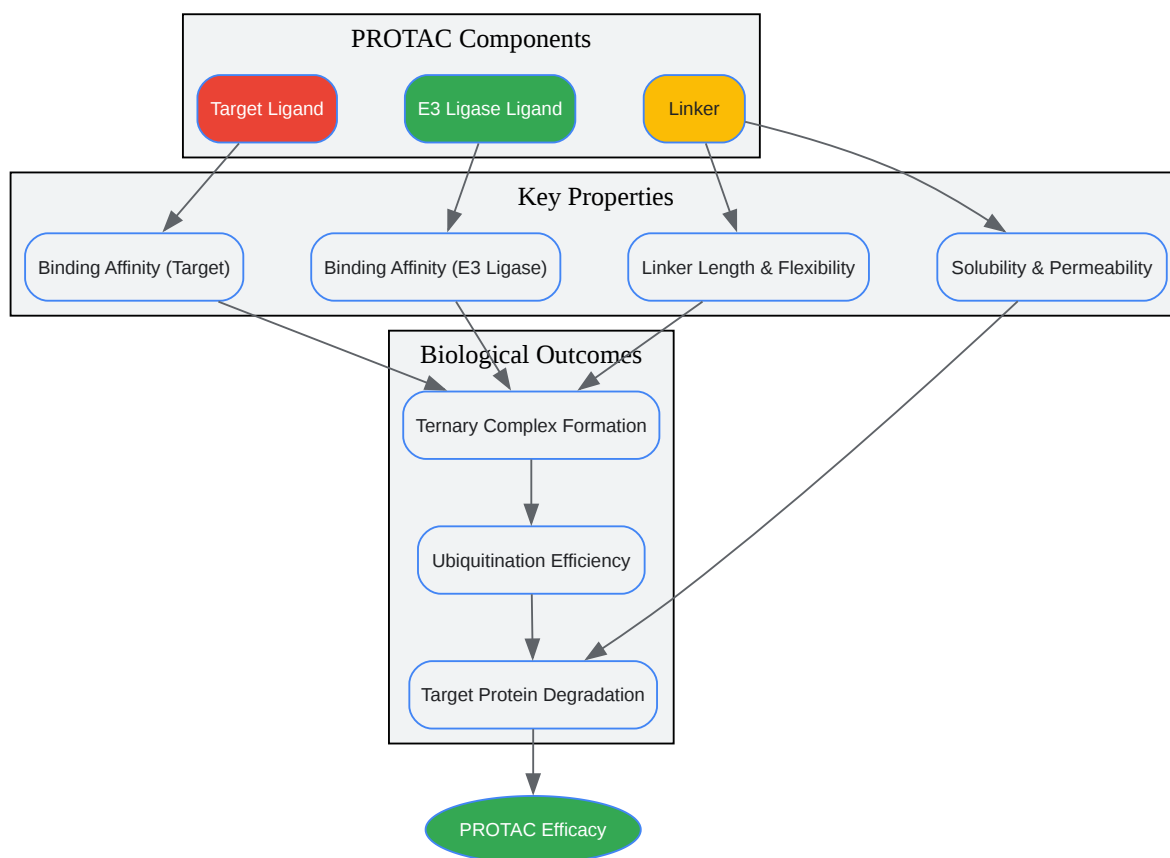 PROTAC Components
Target Ligand
E3 Ligase Ligand
Linker
Key Properties
Binding Affinity (Target)
Binding Affinity (E3 Ligase)
Linker Length & Flexibility
Solubility & Permeability
Biological Outcomes
Ternary Complex Formation
Ubiquitination Efficiency
Target Protein Degradation
PROTAC Efficacy